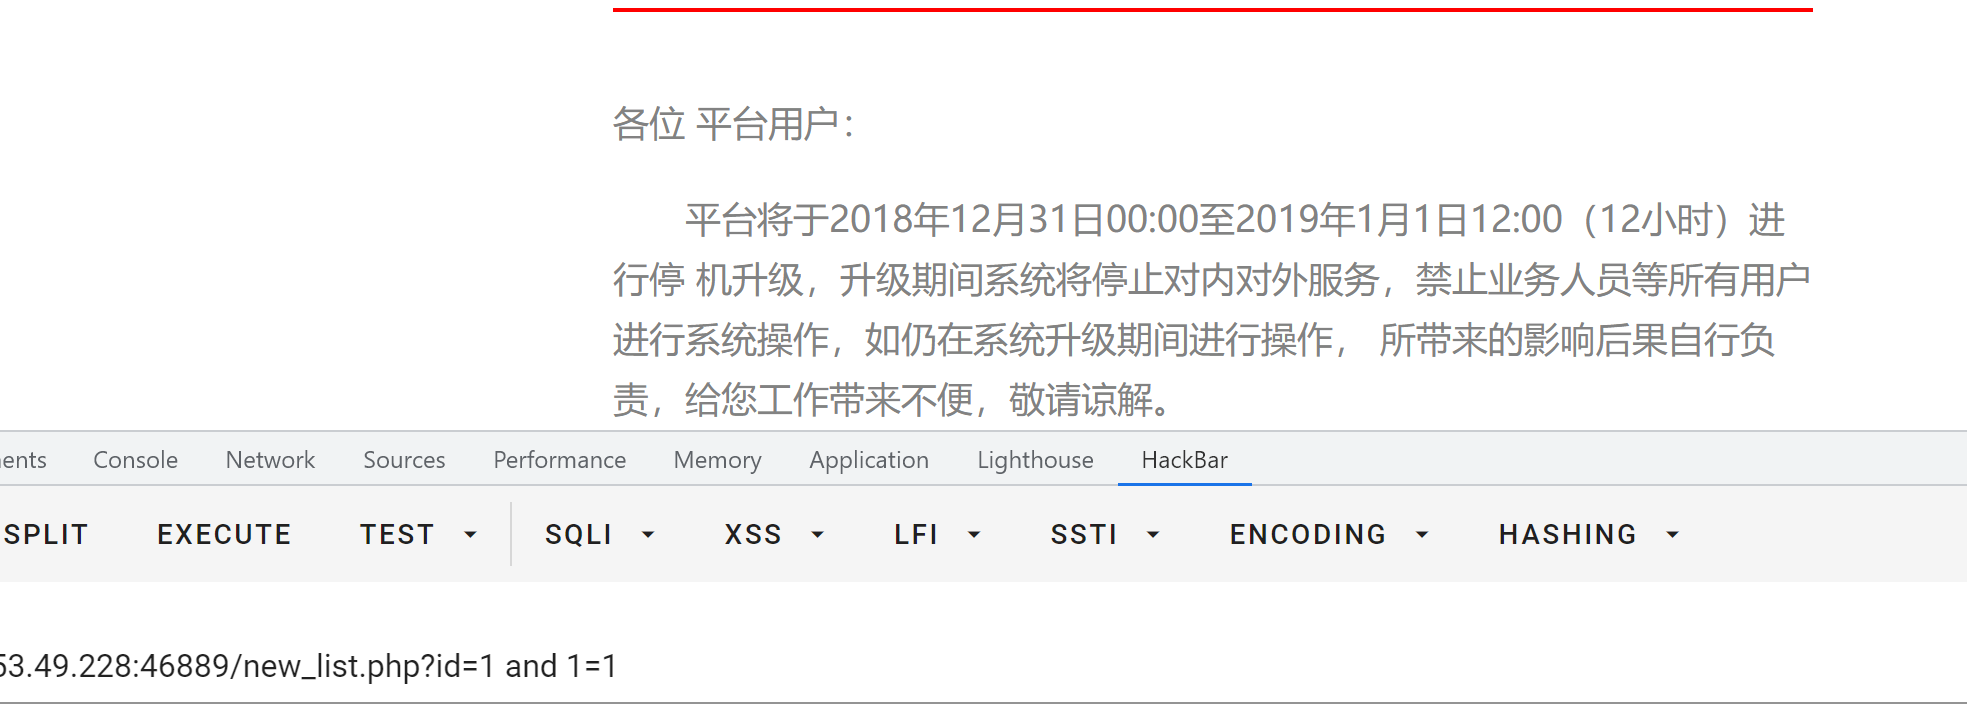 各位 平台用户：
平台将于2018年12月31日00:00至2019年1月1日12:00（12小时）进
行停 机升级，升级期间系统将停止对内对外服务，禁止业务人员等所有用户
进行系统操作，如仍在系统升级期间进行操作， 所带来的影响后果自行负
责，给您工作带来不便，敬请谅解。
ents Console Network Sources Performance Memory Application Lighthouse HackBar
SPLIT EXECUTE TEST SQLI XSS LFI SSTI ENCODING HASHING
53.49.228:46889/new_list.php?id=1 and 1=1